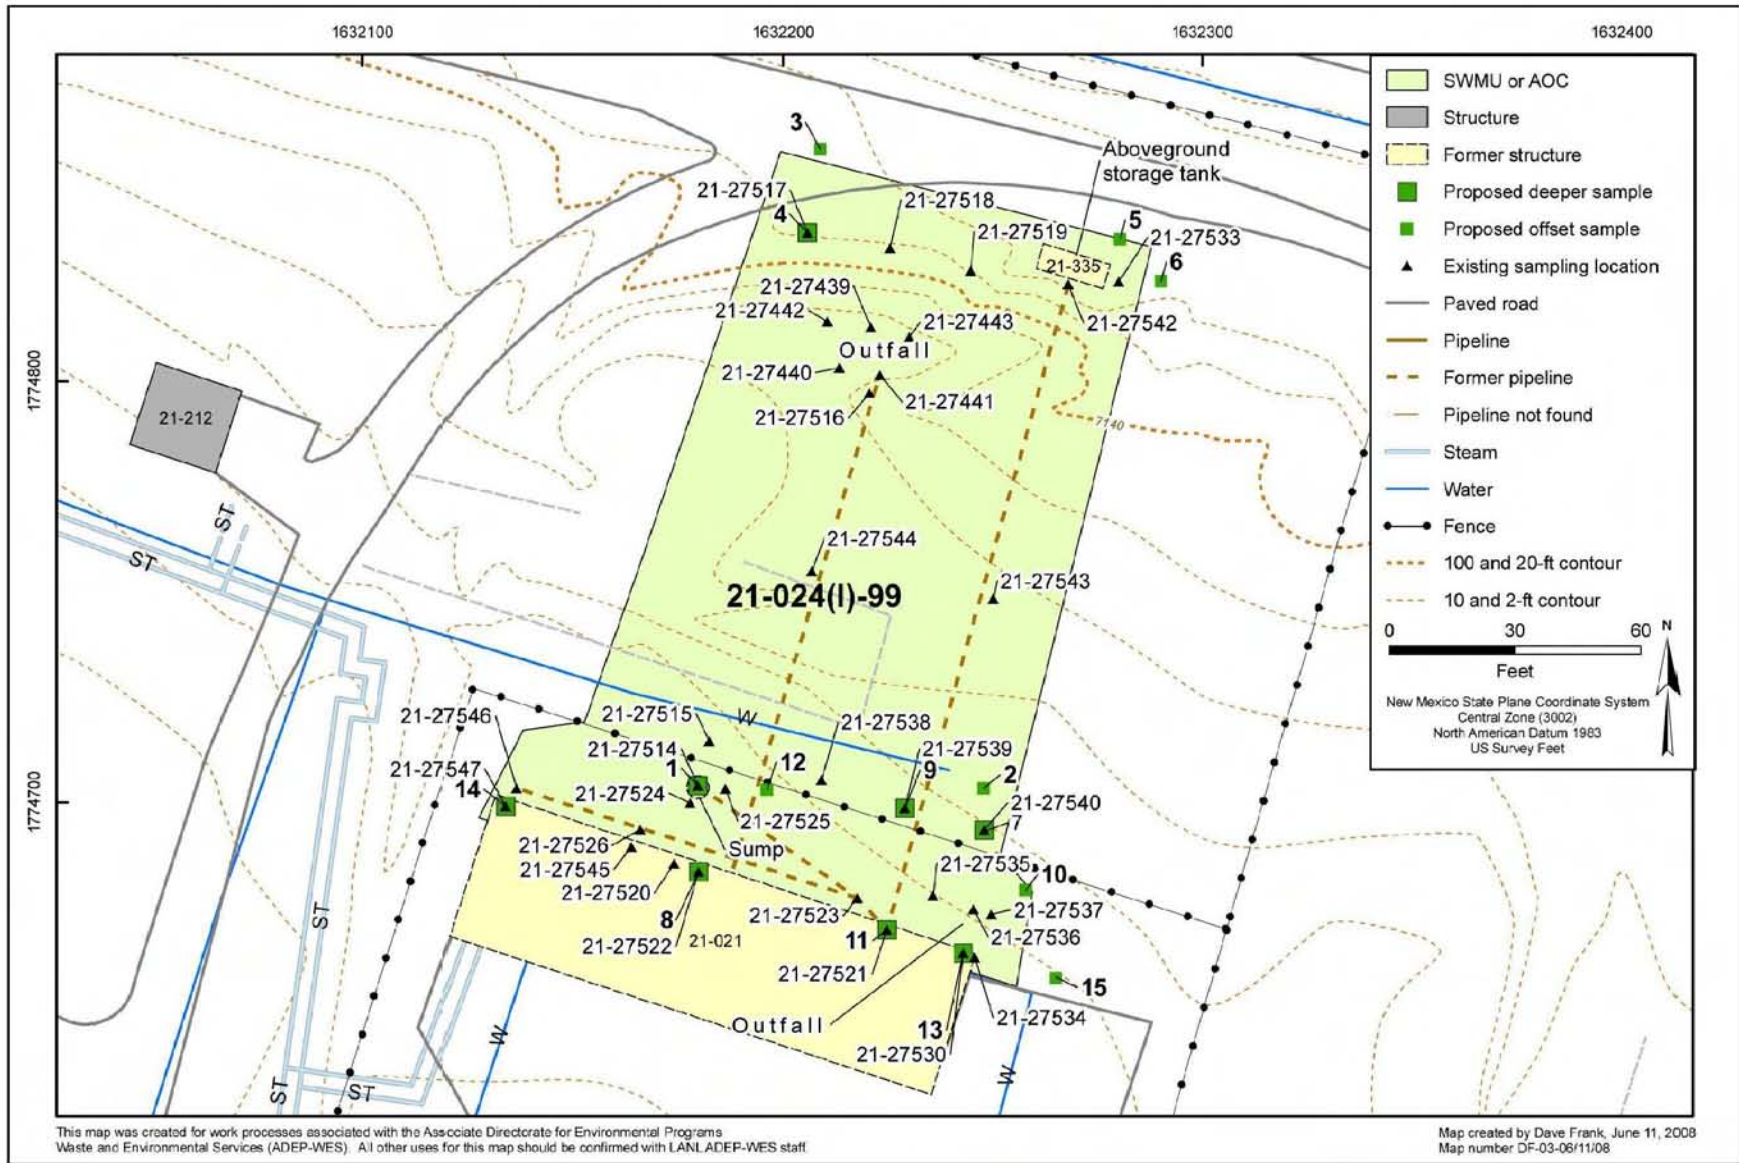 1632100
1632200
1632300
1632400
1774800
1774700
3
Aboveground
storage tank
21-27517
4
21-27518
21-27519
5
21-27533
6
21-335
21-27439
21-27442
21-27443
21-27542
Outfall
21-27440
21-27441
21-27516
7140
21-212
ST
ST
21-27544
21-27543
21-024(l)-99
21-27546
21-27515
W
21-27538
21-27514
21-27539
21-27547
1
12
9
2
14
21-27524
21-27540
7
21-27525
21-27526
Sump
21-27545
21-27535
10
21-27520
21-27523
21-27537
8
11
21-27536
21-27522
21-021
21-27521
15
ST
Outfall
13
21-27534
W
21-27530
W
ST
ST
SWMU or AOC
Structure
Former structure
Proposed deeper sample
Proposed offset sample
Existing sampling location
Paved road
Pipeline
Former pipeline
Pipeline not found
Steam
Water
Fence
100 and 20-ft contour
10 and 2-ft contour
0 30 60
Feet
N
New Mexico State Plane Coordinate System
Central Zone (3002)
North American Datum 1983
US Survey Feet
This map was created for work processes associated with the Associate Directorate for Environmental Programs
Waste and Environmental Services (ADEP-WES). All other uses for this map should be confirmed with LANL ADEP-WES staff.
Map created by Dave Frank, June 11, 2008
Map number DF-03-06/11/08